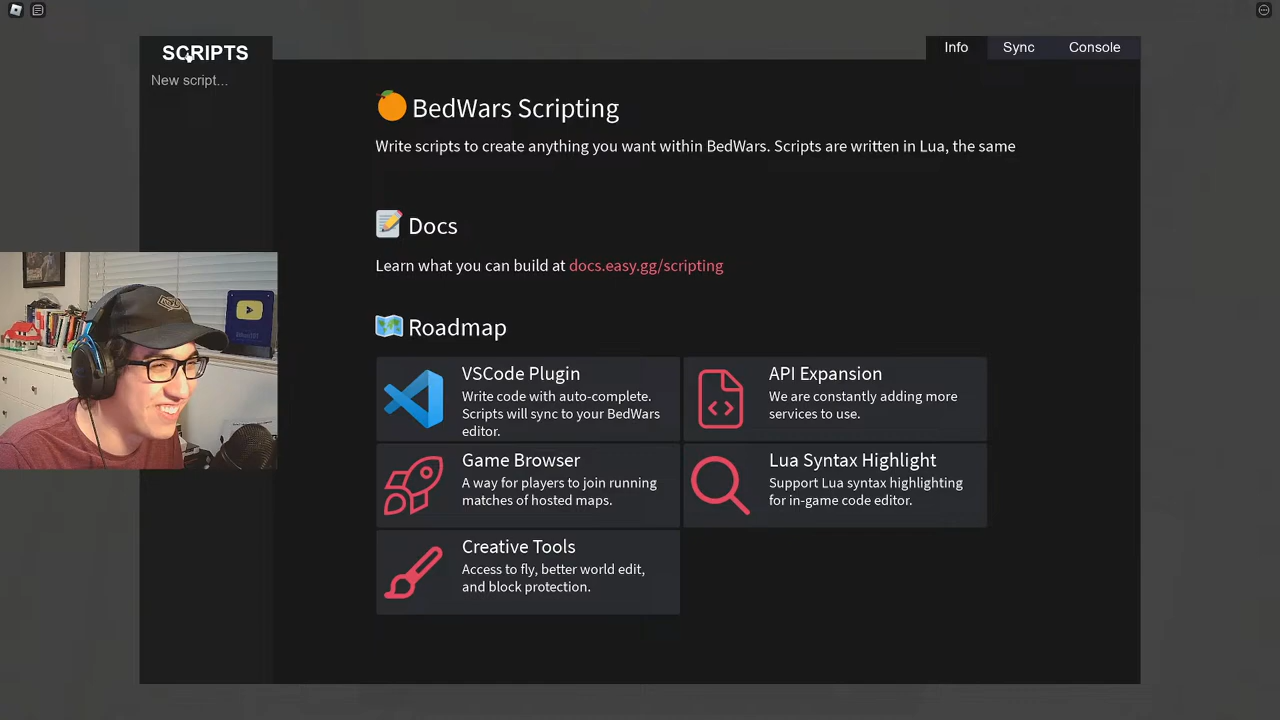 SCRIPTS
New script...
Info
Sync
Console
BedWars Scripting
Write scripts to create anything you want within BedWars. Scripts are written in Lua, the same
Docs
Learn what you can build at docs.easy.gg/scripting
Roadmap
VSCode Plugin
Write code with auto-complete.
Scripts will sync to your BedWars
editor.
API Expansion
We are constantly adding more
services to use.
Game Browser
A way for players to join running
matches of hosted maps.
Lua Syntax Highlight
Support Lua syntax highlighting
for in-game code editor.
Creative Tools
Access to fly, better world edit,
and block protection.